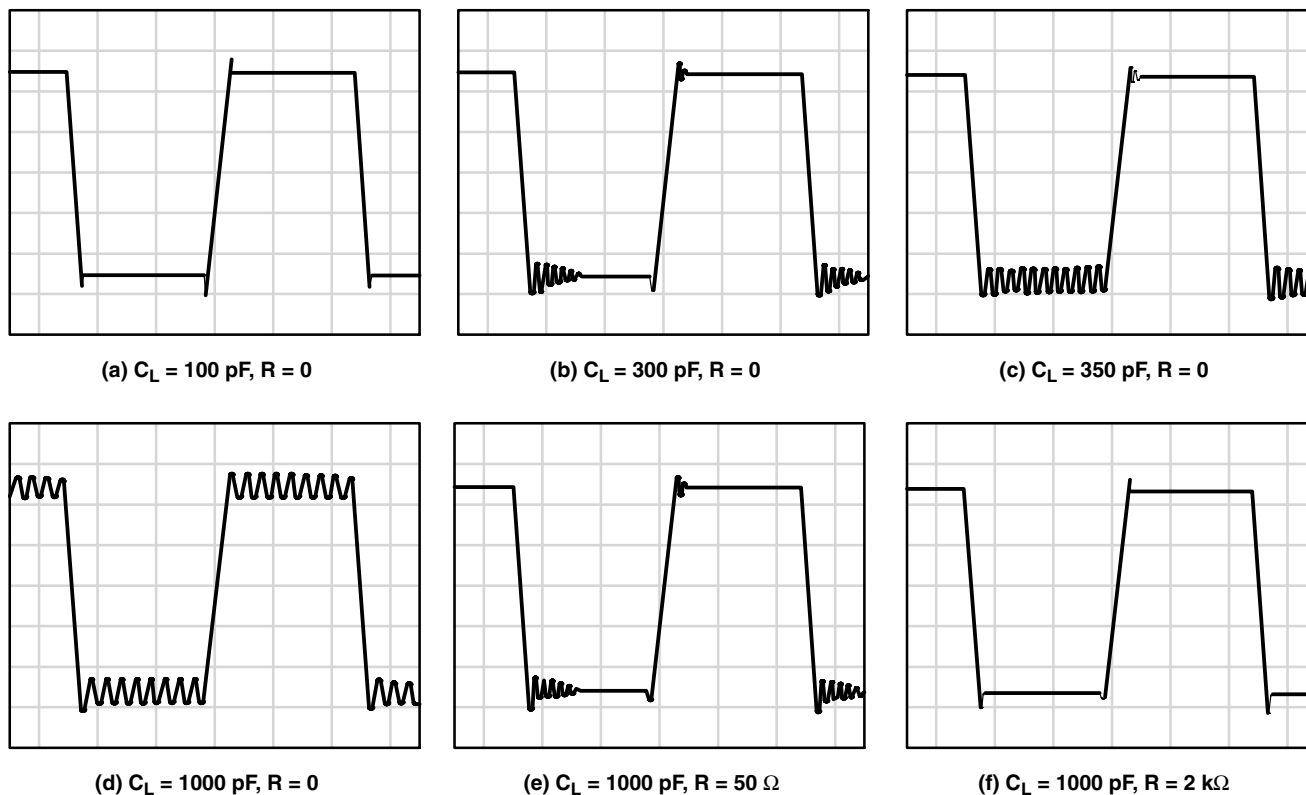 (a) CL = 100 pF, R = 0
(b) CL = 300 pF, R = 0
(c) CL = 350 pF, R = 0
(d) CL = 1000 pF, R = 0
(e) CL = 1000 pF, R = 50 Ω
(f) CL = 1000 pF, R = 2 kΩ